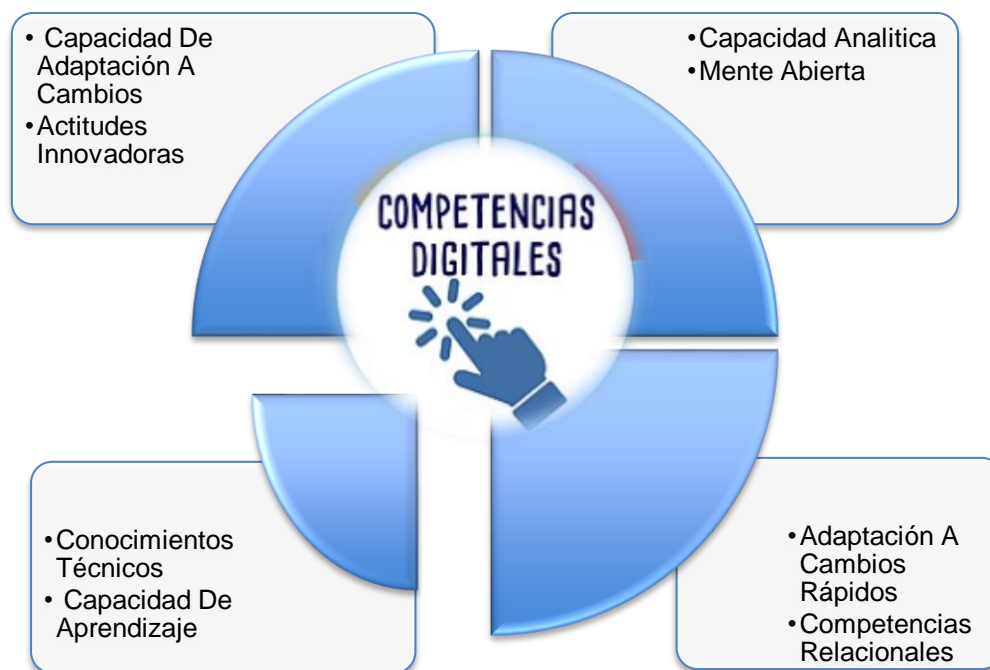 • Capacidad De
Adaptación A
Cambios
•Actitudes
Innovadoras
•Capacidad Analitica
•Mente Abierta
COMPETENCIAS
DIGITALES
•Conocimientos
Técnicos
• Capacidad De
Aprendizaje
•Adaptación A
Cambios
Rápidos
•Competencias
Relacionales